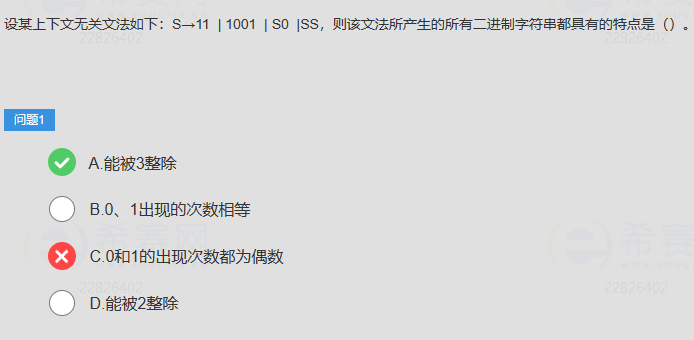 设某上下文无关文法如下：S→11 | 1001 | S0 |SS，则该文法所产生的所有二进制字符串都具有的特点是（）。
问题1
A.能被3整除
B.0、1出现的次数相等
C.0和1的出现次数都为偶数
D.能被2整除
希赛网
希赛
22826402
22826402